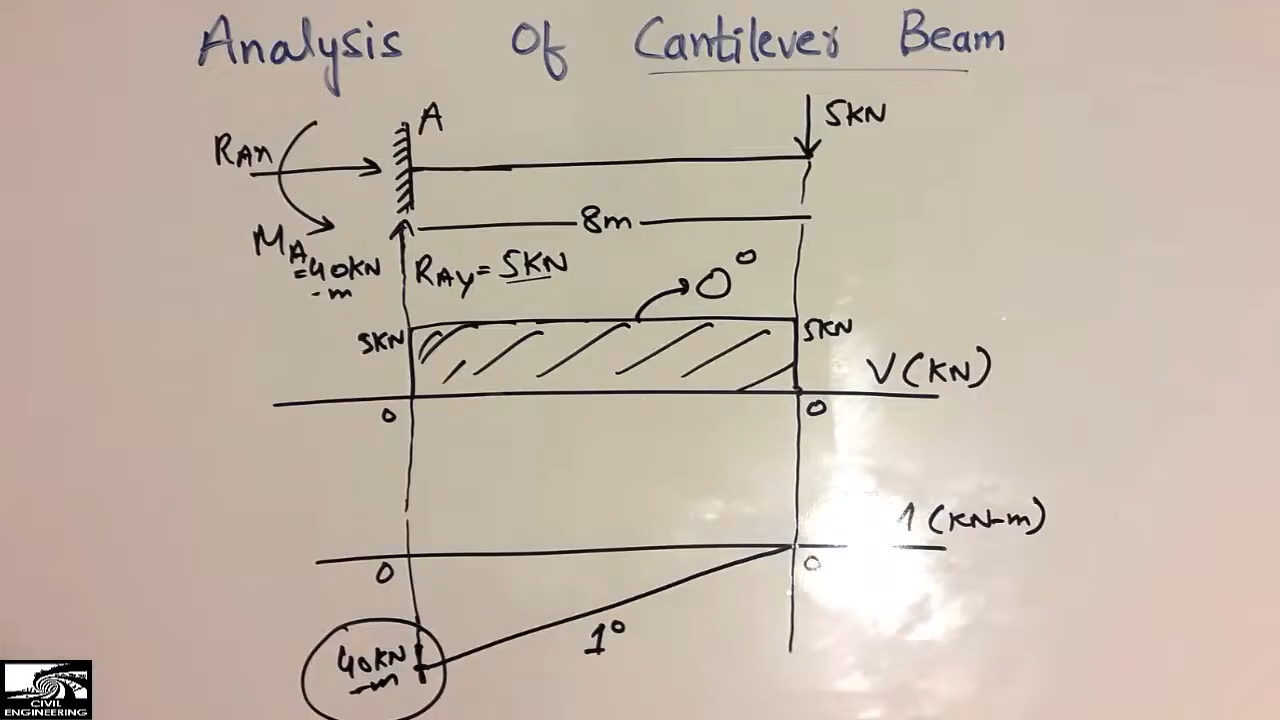 Analysis Of Cantilever Beam
A
5KN
RAx
8m
MA
=40KN
-m
RAy= 5KN
0°
5KN
5KN
V(KN)
0
0
(KN-m)
0
0
1°
40KN
-m
CIVIL
ENGINEERING